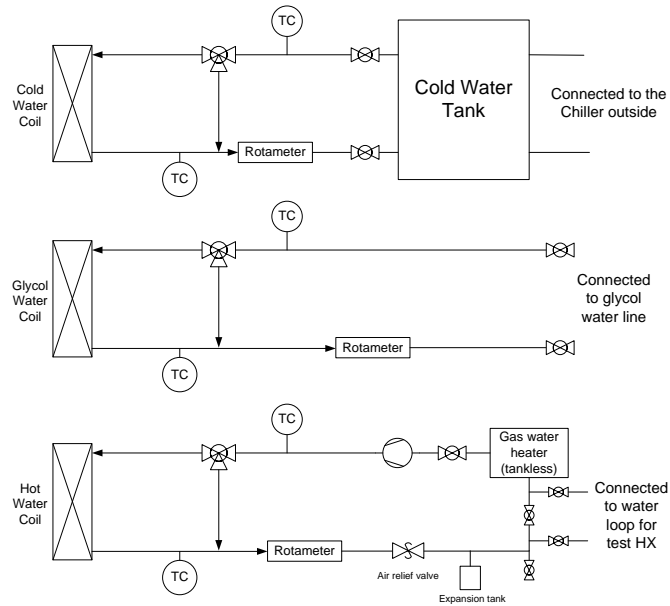 TC
Cold
Water
Coil
Cold Water
Tank
Connected to the
Chiller outside
Rotameter
TC
TC
Glycol
Water
Coil
Connected
to glycol
water line
Rotameter
TC
TC
Gas water
heater
(tankless)
Hot
Water
Coil
Connected
to water
loop for
test HX
Rotameter
TC
Air relief valve
Expansion tank